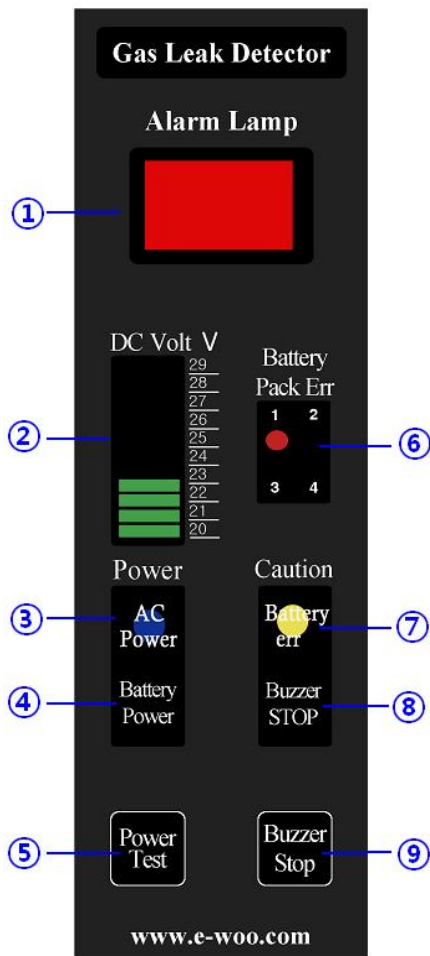 Gas Leak Detector
Alarm Lamp
①
DC Volt V
29
28
27
26
25
24
23
22
21
20
②
Battery
Pack Err
1 2
3 4
⑥
Power
AC
Power
③
Battery
Power
④
Caution
Battery
err
⑦
Buzzer
STOP
⑧
Power
Test
⑤
Buzzer
Stop
⑨
www.e-woo.com